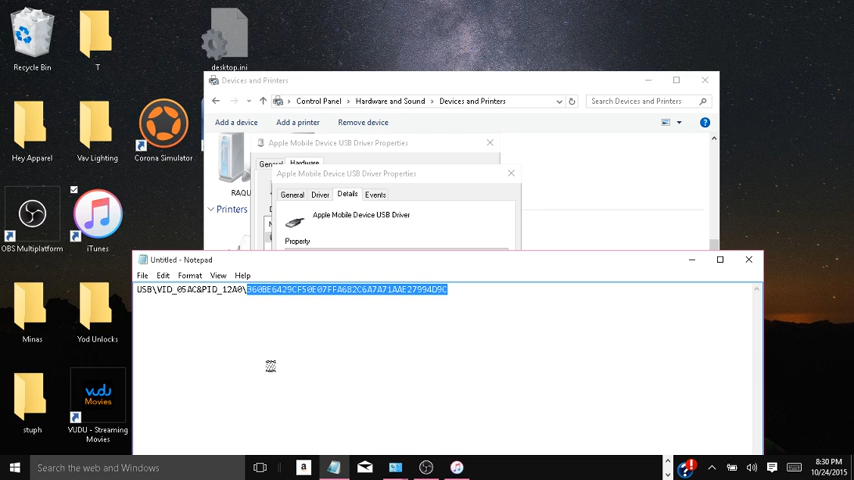 Recycle Bin
T
desktop.ini
Hey Apparel
Vav Lighting
Corona Simulator
OBS Multiplatform
iTunes
Minas
Yod Unlocks
stuph
vudu
Movies
VUDU - Streaming
Movies
Devices and Printers
Control Panel
Hardware and Sound
Devices and Printers
Search Devices and Printers
Add a device
Add a printer
Remove device
RAQU
Printers
Apple Mobile Device USB Driver Properties
General
Hardware
Apple Mobile Device USB Driver Properties
General
Driver
Details
Events
Apple Mobile Device USB Driver
Property
Untitled - Notepad
File
Edit
Format
View
Help
USB\VID_05AC&PID_12A0\360BE6429CF50E07FFA682C6A7A71AAE27994D9C
Search the web and Windows
a
8:30 PM
10/24/2015